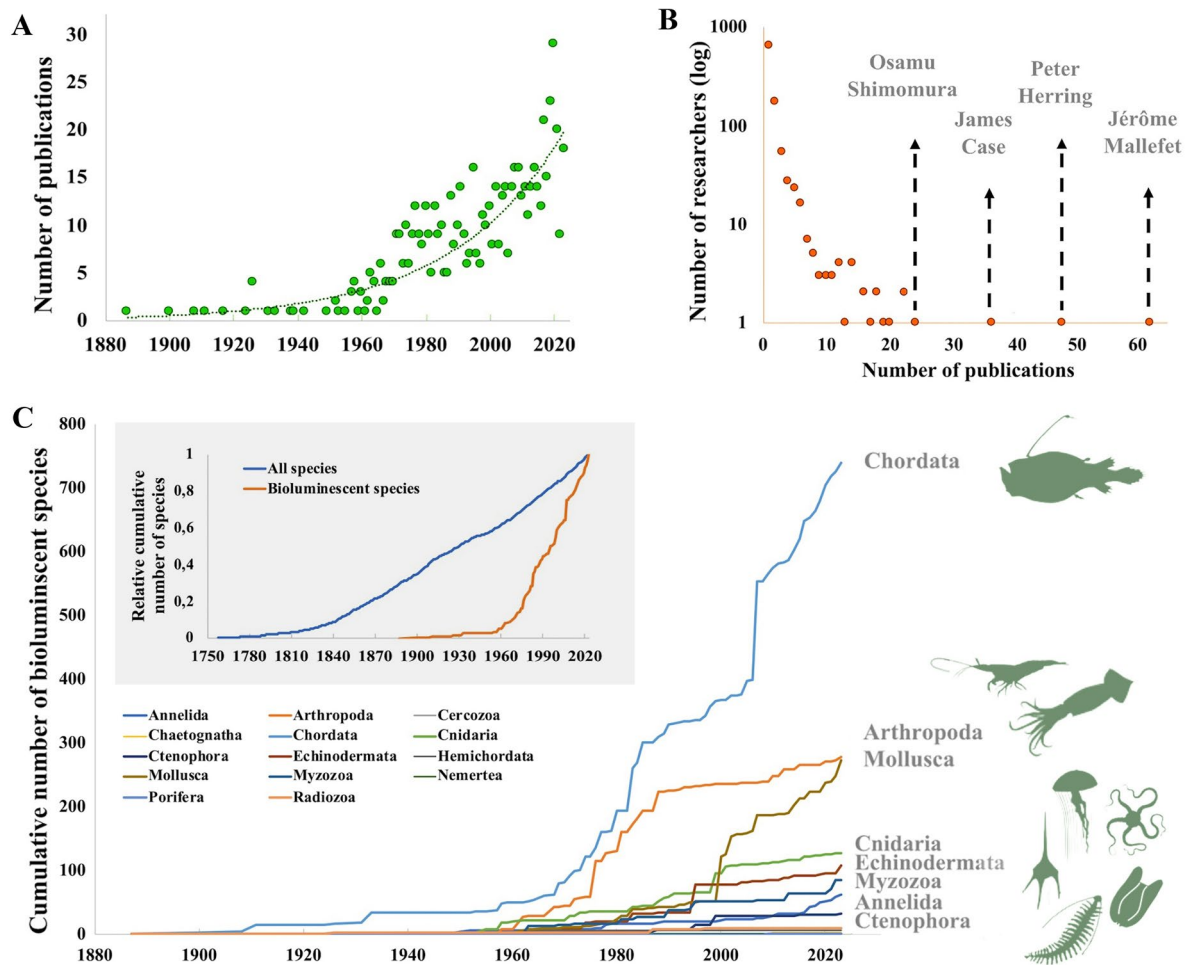 A
Number of publications
30
25
20
15
10
5
0
1880 1900 1920 1940 1960 1980 2000 2020
B
Number of researchers (log)
1000
100
10
1
Osamu
Shimomura
James
Case
Peter
Herring
Jérôme
Mallefet
0 10 20 30 40 50 60
Number of publications
C
Cumulative number of bioluminscent species
800
700
600
500
400
300
200
100
0
Relative cumulative
number of species
1
0,8
0,6
0,4
0,2
0
All species
Bioluminescent species
1750 1780 1810 1840 1870 1900 1930 1960 1990 2020
Annelida Arthropoda Cercozoa
Chaetognatha Chordata Cnidaria
Ctenophora Echinodermata Hemichordata
Mollusca Myzozoa Nemertea
Porifera Radiozoa
Chordata
Arthropoda
Mollusca
Cnidaria
Echinodermata
Myzozoa
Annelida
Ctenophora
1880 1900 1920 1940 1960 1980 2000 2020